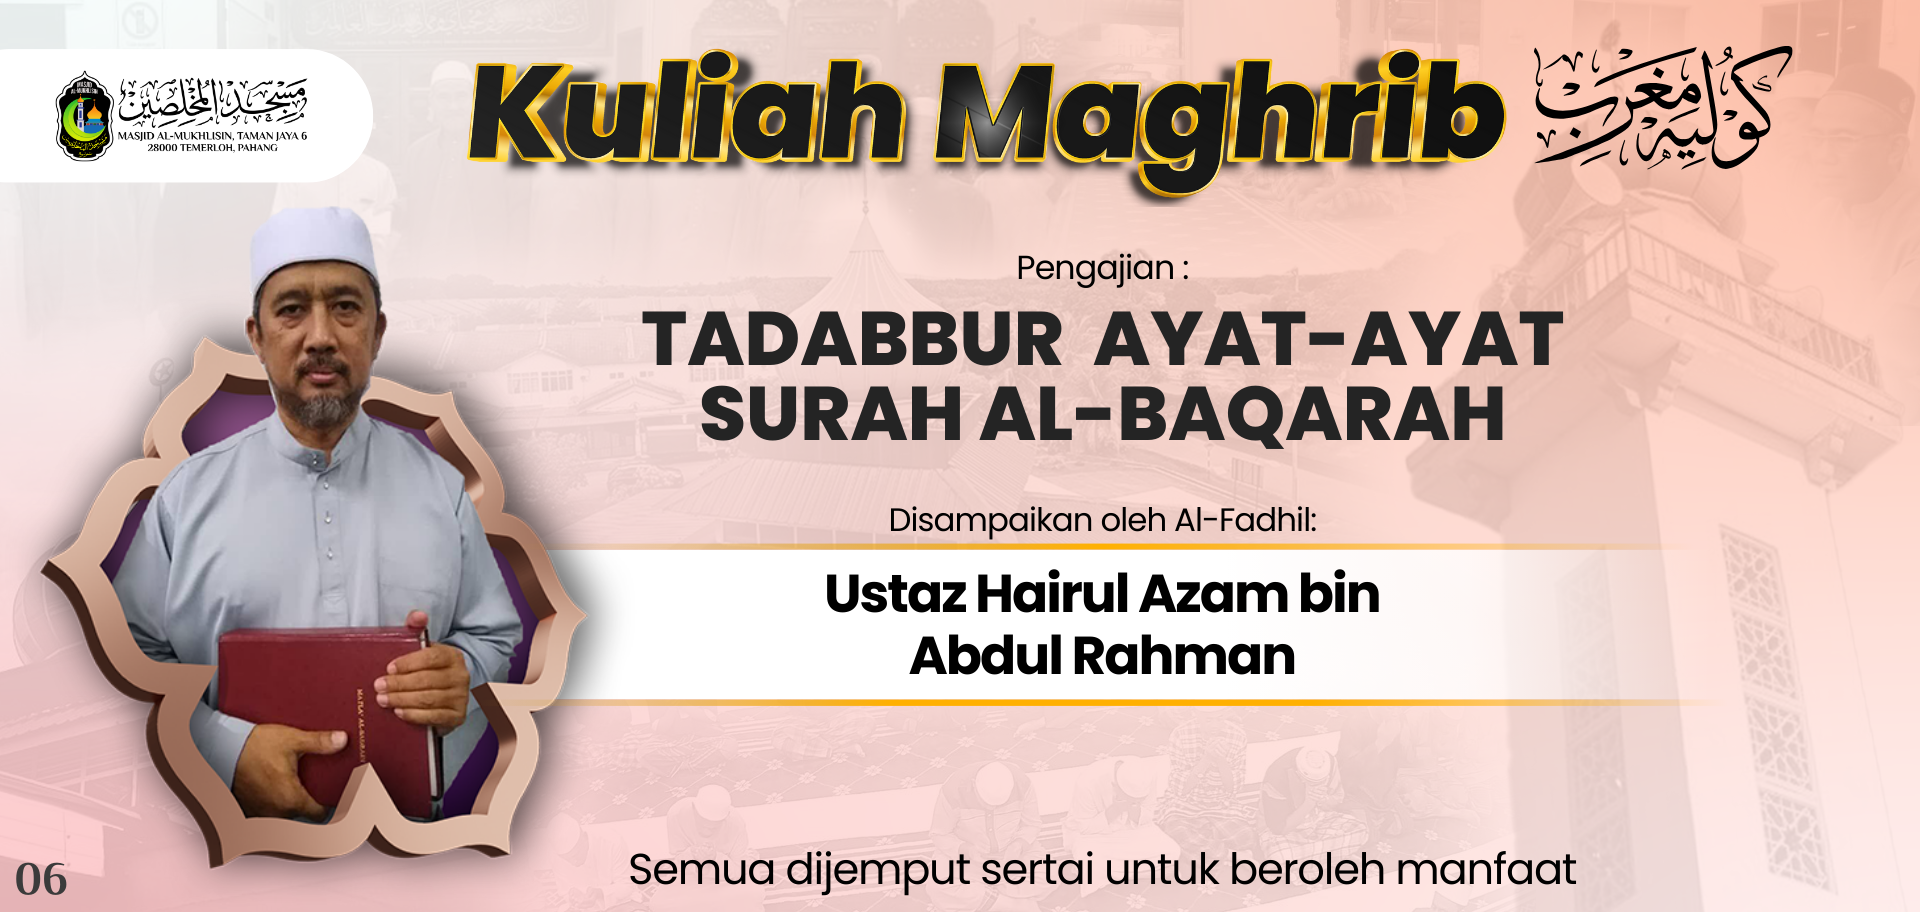 مسجد المخلصين
MASJID AL-MUKHLISIN, TAMAN JAYA 6
28000 TEMERLOH, PAHANG
Kuliah Maghrib
كوليه مغرب
Pengajian :
TADABBUR AYAT-AYAT
SURAH AL-BAQARAH
Disampaikan oleh Al-Fadhil:
Ustaz Hairul Azam bin
Abdul Rahman
Semua dijemput sertai untuk beroleh manfaat
06